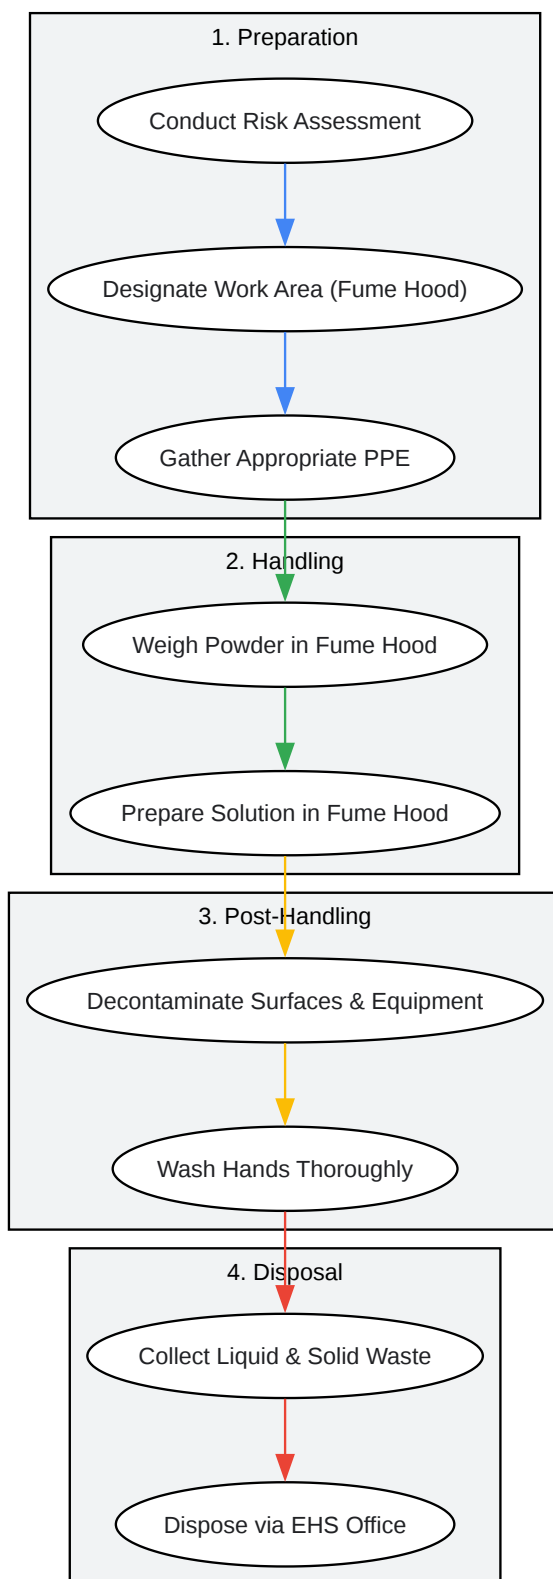 1. Preparation
Conduct Risk Assessment
Designate Work Area (Fume Hood)
Gather Appropriate PPE
2. Handling
Weigh Powder in Fume Hood
Prepare Solution in Fume Hood
3. Post-Handling
Decontaminate Surfaces & Equipment
Wash Hands Thoroughly
4. Disposal
Collect Liquid & Solid Waste
Dispose via EHS Office